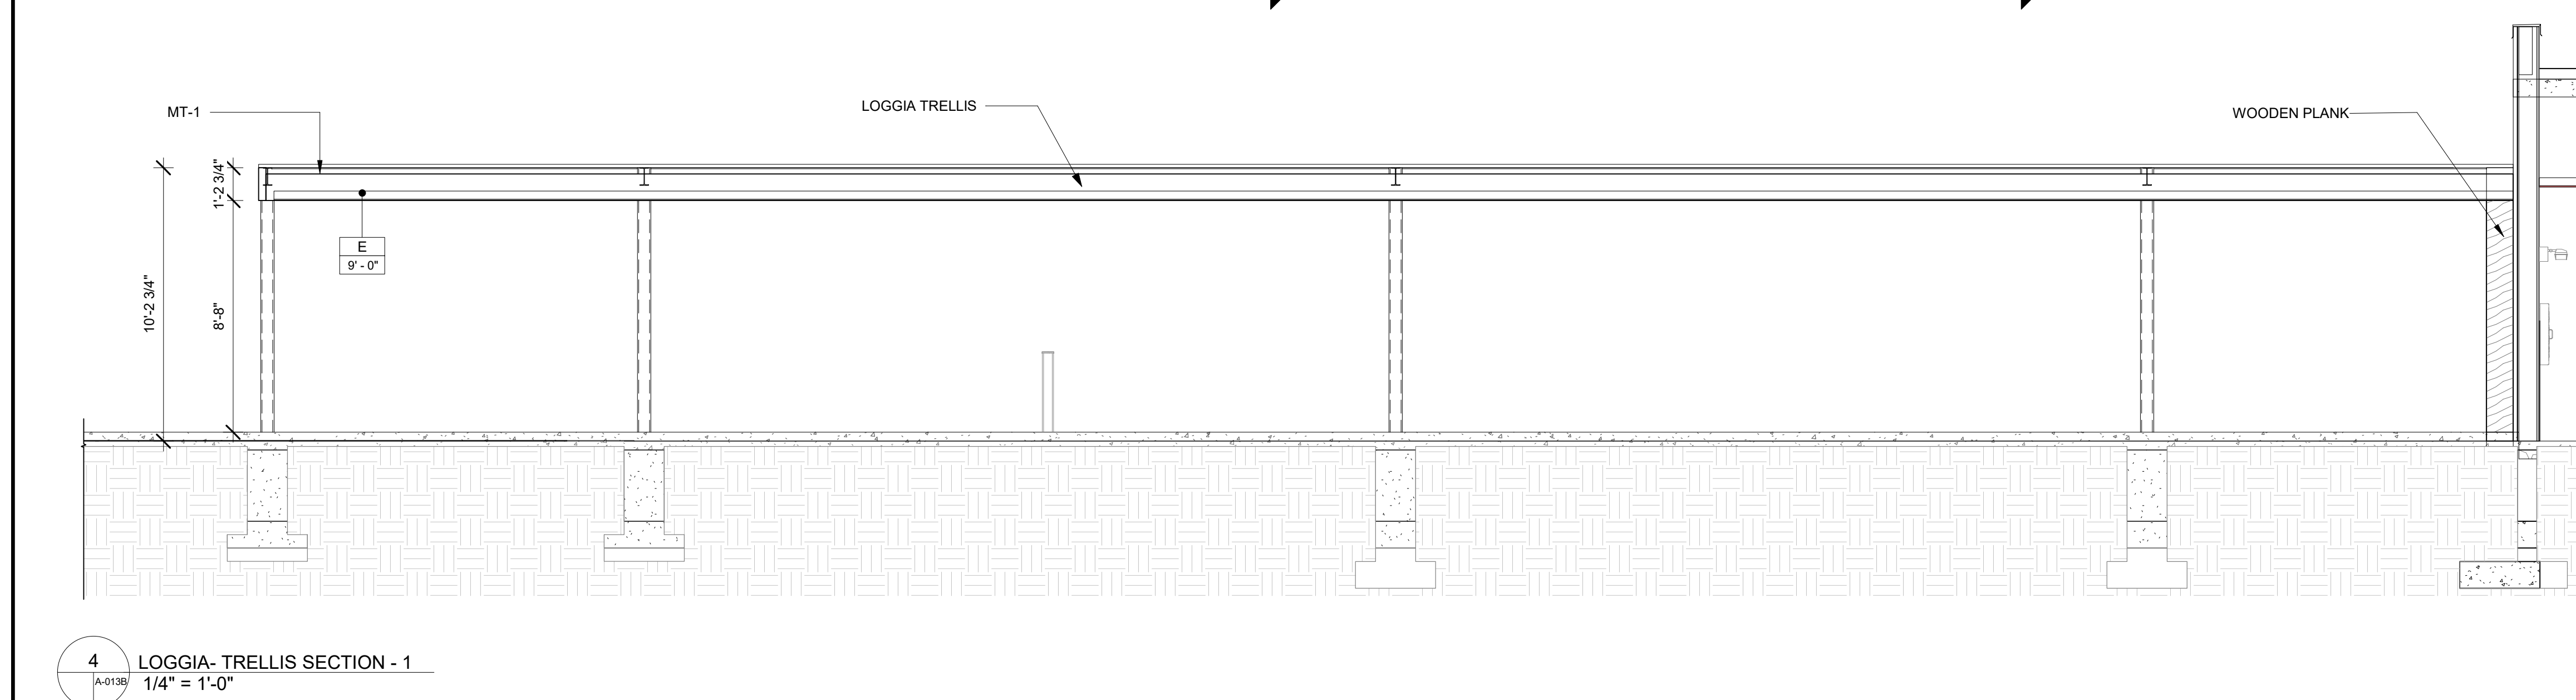 MT-1
LOGGIA TRELLIS
WOODEN PLANK
1'-2 3/4"
10'-2 3/4"
8'-8"
E
9' - 0"
4
A-013B
LOGGIA- TRELLIS SECTION - 1
1/4" = 1'-0"